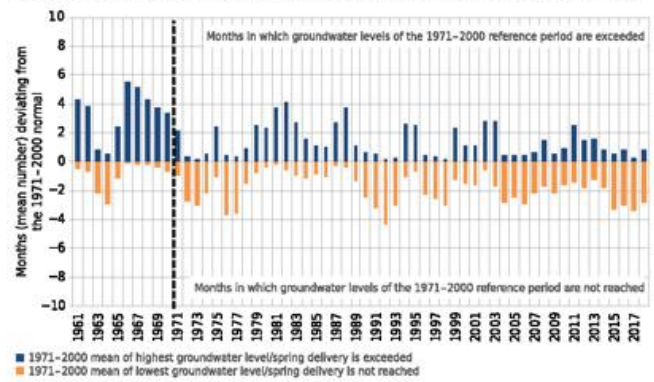 10
Months in which groundwater levels of the 1971–2000 reference period are exceeded
8
6
4
2
0
−2
−4
−6
−8
Months in which groundwater levels of the 1971–2000 reference period are not reached
−10
Months (mean number) deviating from
the 1971–2000 normal
1961 1963 1965 1967 1969 1971 1973 1975 1977 1979 1981 1983 1985 1987 1989 1991 1993 1995 1997 1999 2001 2003 2005 2007 2009 2011 2013 2015 2017
1971–2000 mean of highest groundwater level/spring delivery is exceeded
1971–2000 mean of lowest groundwater level/spring delivery is not reached